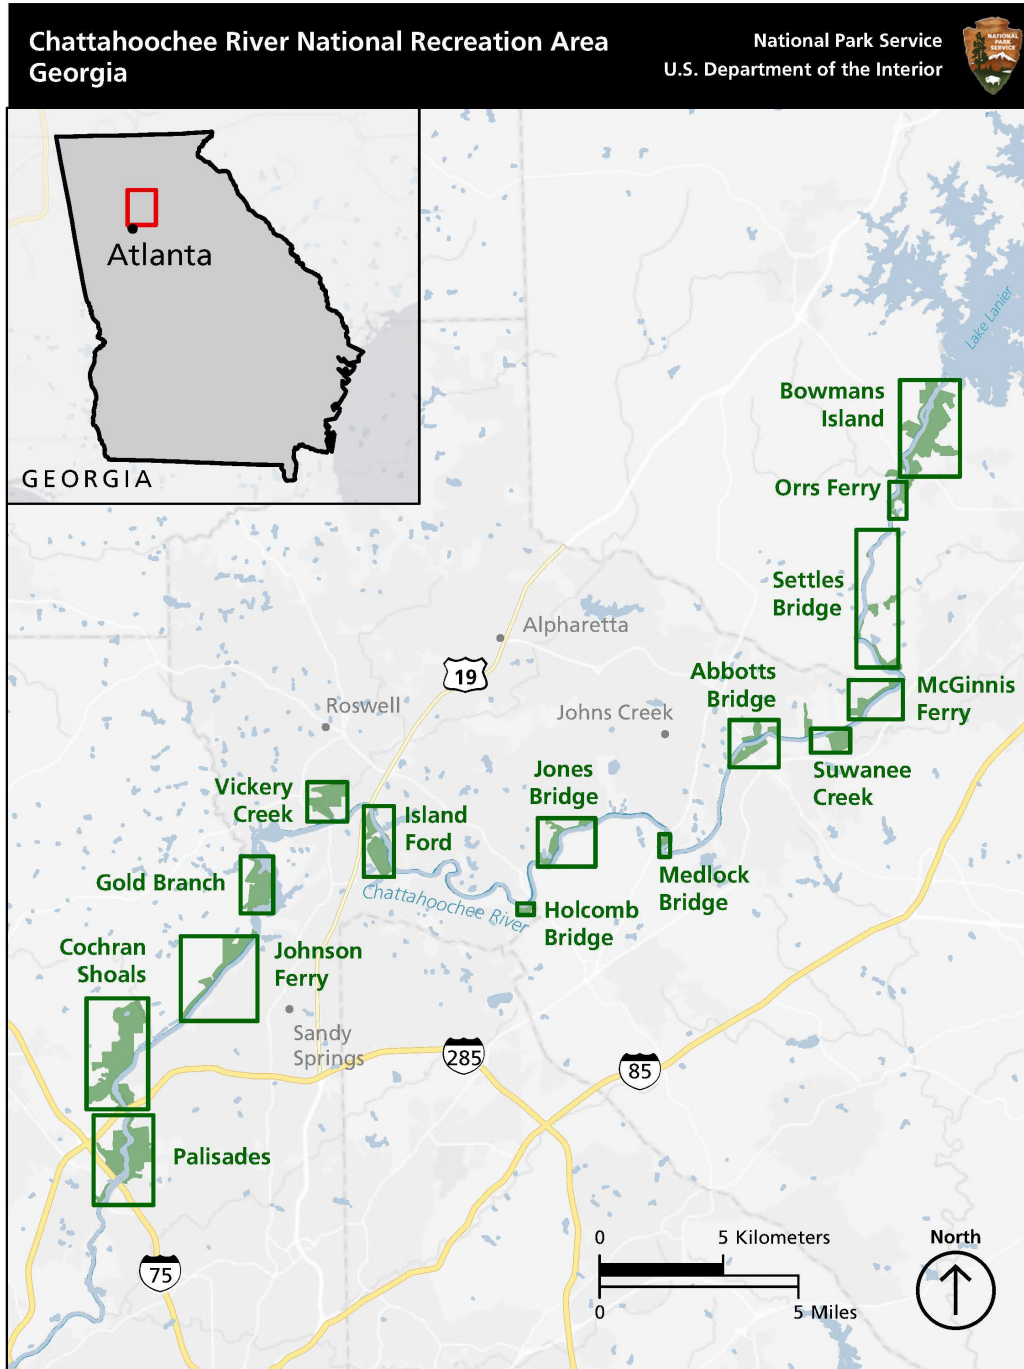 Chattahoochee River National Recreation Area
Georgia
National Park Service
U.S. Department of the Interior
NATIONAL
PARK
SERVICE
Atlanta
GEORGIA
Lake Lanier
Bowmans
Island
Orrs Ferry
Settles
Bridge
Alpharetta
19
Abbotts
Bridge
McGinnis
Ferry
Roswell
Johns Creek
Suwanee
Creek
Jones
Bridge
Vickery
Creek
Island
Ford
Medlock
Bridge
Gold Branch
Chattahoochee River
Holcomb
Bridge
Cochran
Shoals
Johnson
Ferry
Sandy
Springs
285
85
Palisades
75
0
5 Kilometers
0
5 Miles
North